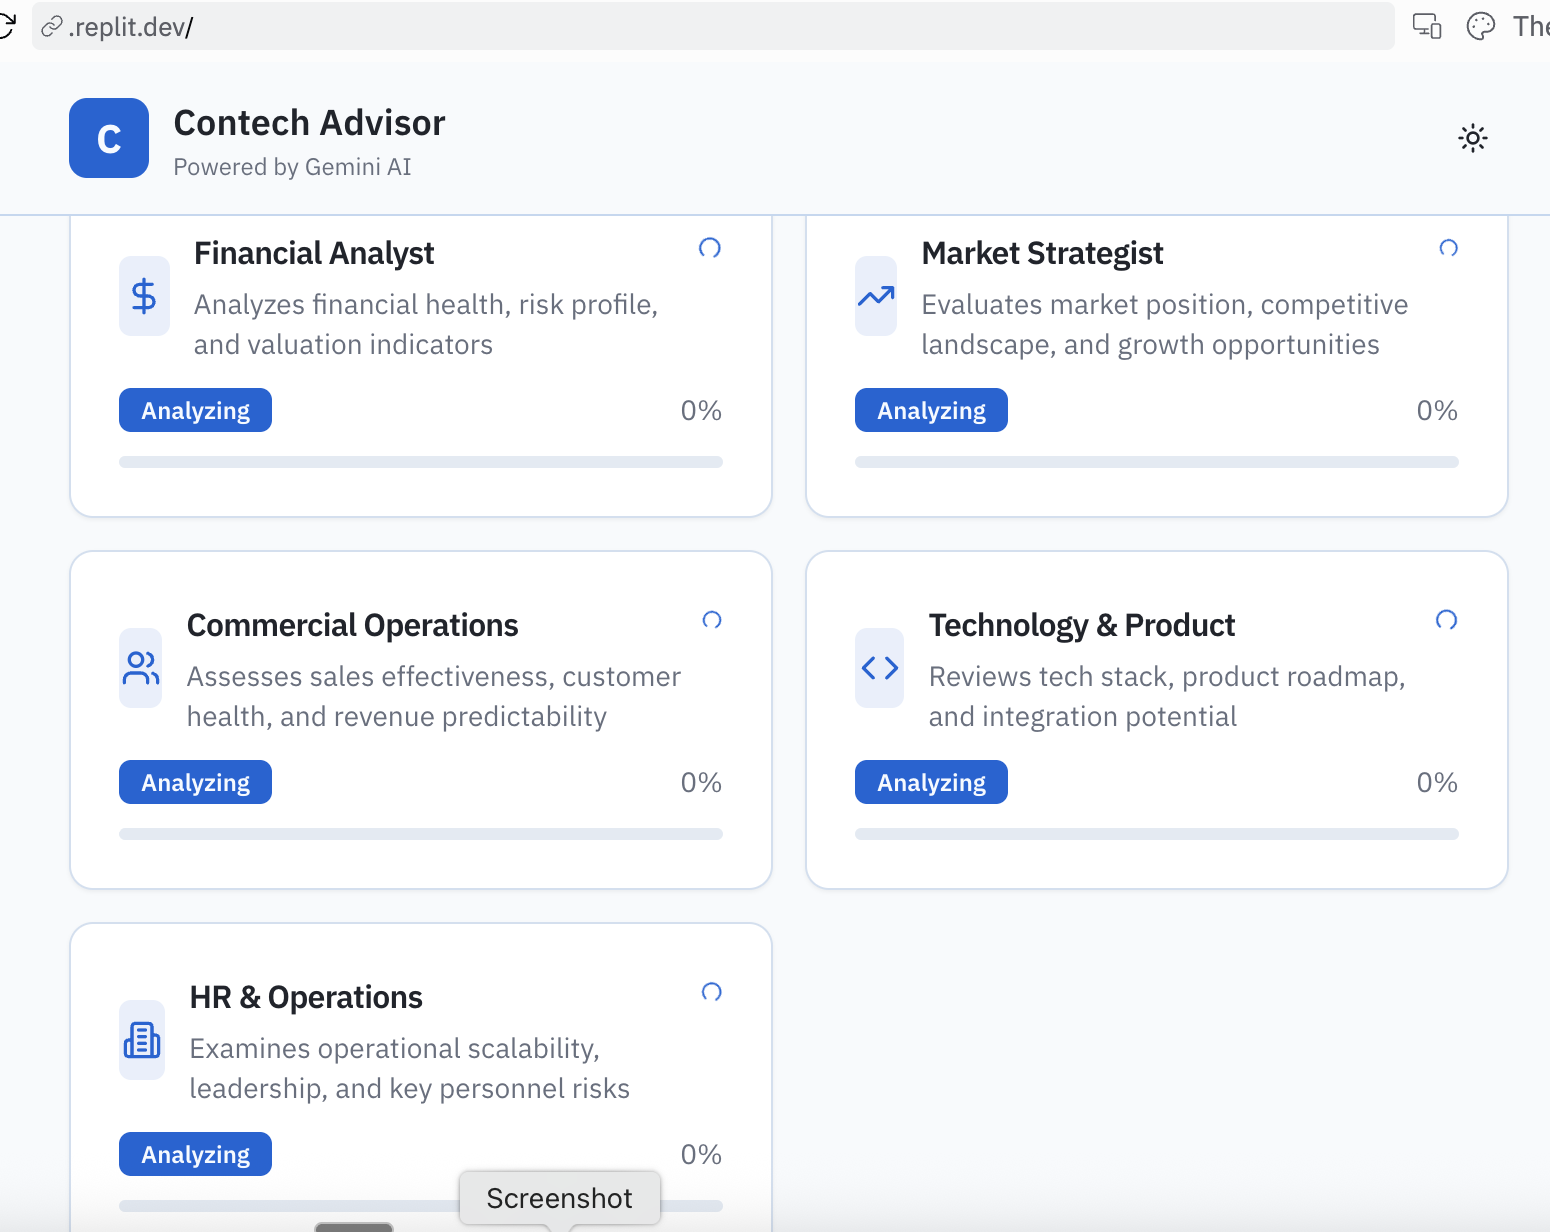 .replit.dev/
C
Contech Advisor
Powered by Gemini AI
Financial Analyst
Analyzes financial health, risk profile,
and valuation indicators
Analyzing
0%
Market Strategist
Evaluates market position, competitive
landscape, and growth opportunities
Analyzing
0%
Commercial Operations
Assesses sales effectiveness, customer
health, and revenue predictability
Analyzing
0%
Technology & Product
Reviews tech stack, product roadmap,
and integration potential
Analyzing
0%
HR & Operations
Examines operational scalability,
leadership, and key personnel risks
Analyzing
0%
Screenshot